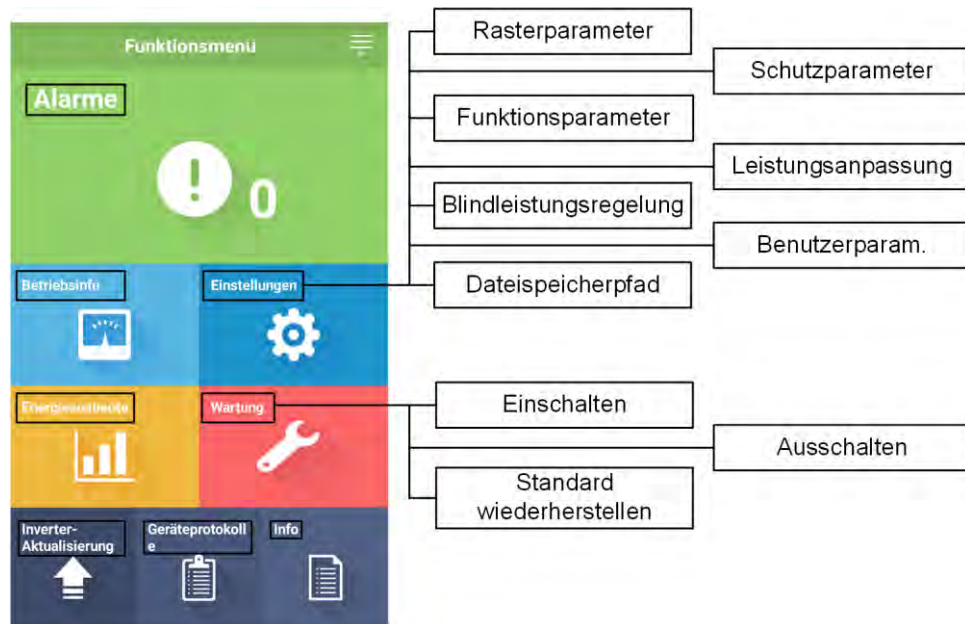 Funktionsmenü
Alarme
0
Betriebsinfo
Einstellungen
Energieausbeute
Wartung
Inverter-
Aktualisierung
Geräteprotokoll
e
Info
Rasterparameter
Schutzparameter
Funktionsparameter
Leistungsanpassung
Blindleistungsregelung
Benutzerparam.
Dateispeicherpfad
Einschalten
Ausschalten
Standard
wiederherstellen